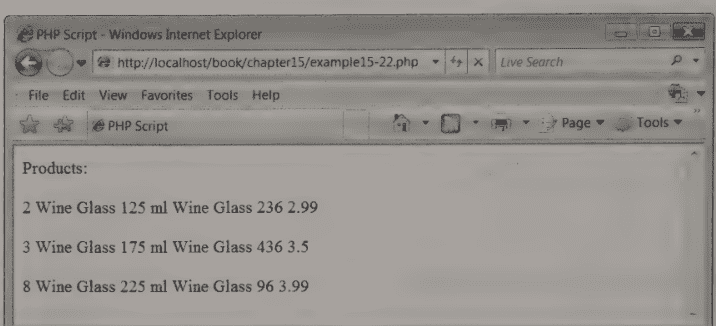 PHP Script - Windows Internet Explorer
http://localhost/book/chapter15/example15-22.php Live Search
File Edit View Favorites Tools Help
PHP Script Page Tools
Products:
2 Wine Glass 125 ml Wine Glass 236 2.99
3 Wine Glass 175 ml Wine Glass 436 3.5
8 Wine Glass 225 ml Wine Glass 96 3.99